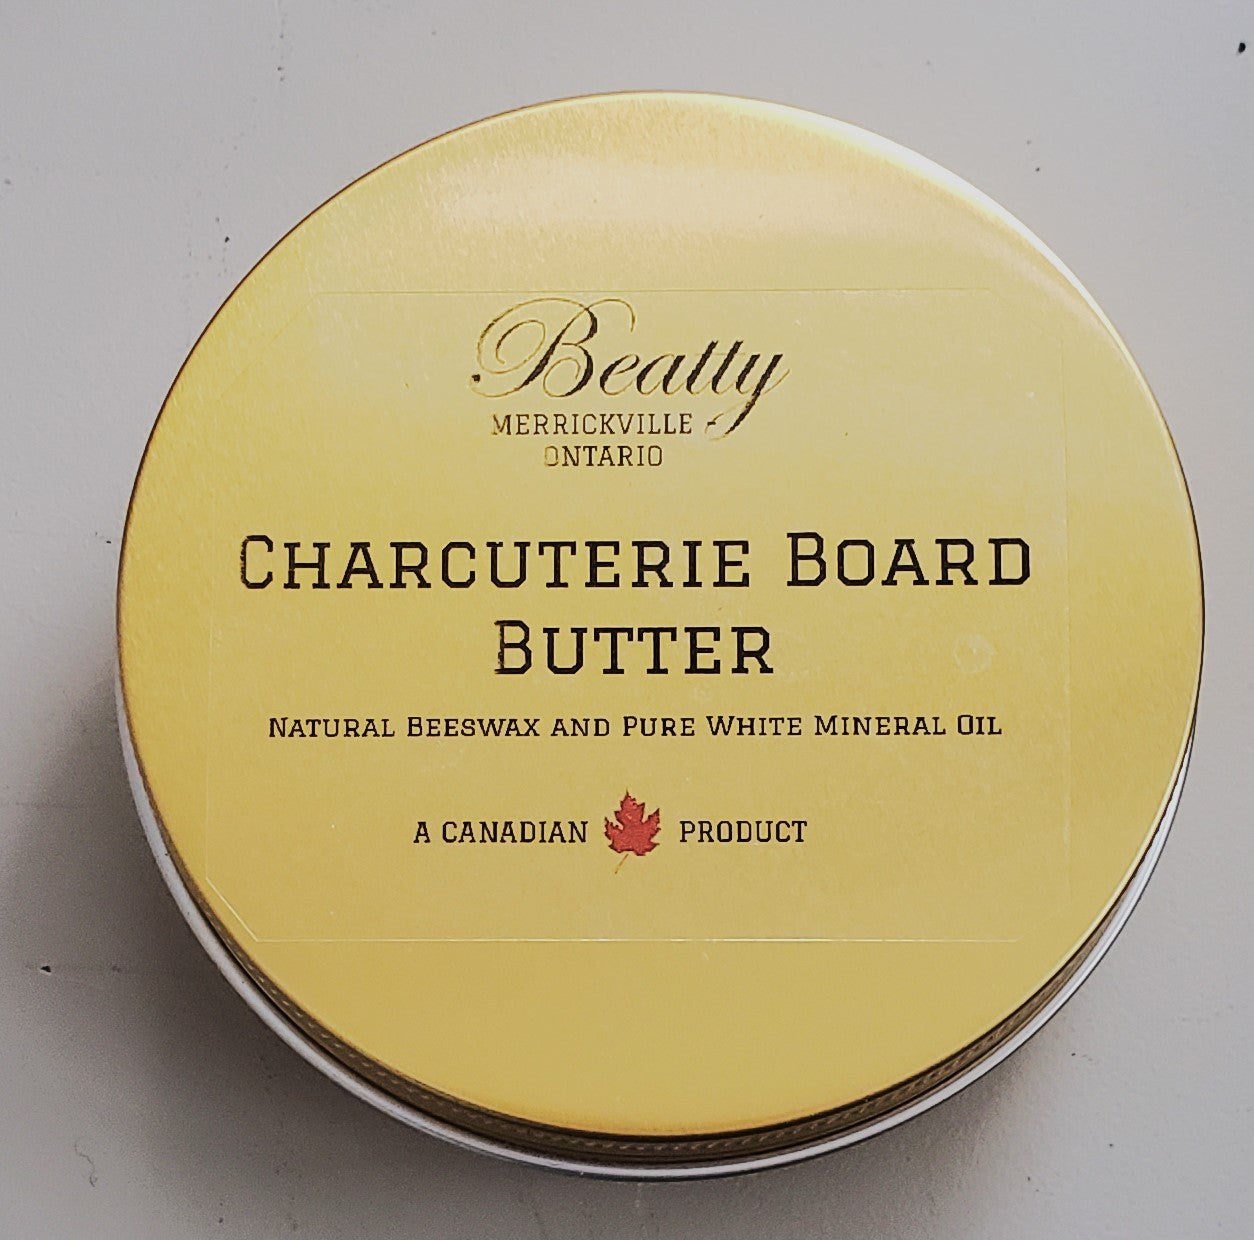 Beatty
MERRICKVILLE -
ONTARIO
CHARCUTERIE BOARD
BUTTER
NATURAL BEESWAX AND PURE WHITE MINERAL OIL
A CANADIAN PRODUCT